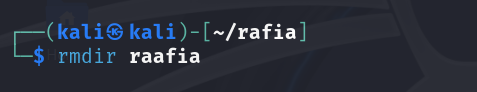 ┌──(kali㉿kali)-[~/rafia]
└─$ rmdir raafia